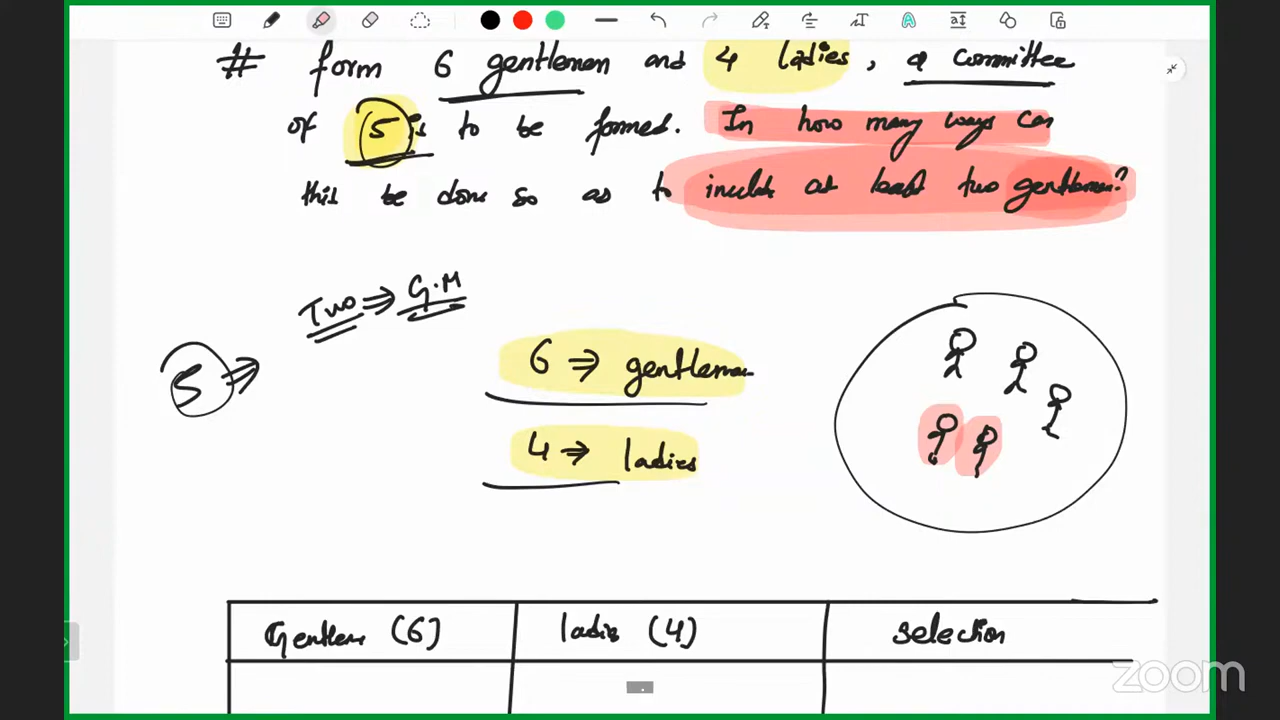 # form 6 gentlemen and 4 ladies, a committee
of 5 is to be formed. In how many ways can
this be done so as to include at least two gentlemen?
Two ⇒ G.M
5 ⇒
6 ⇒ gentlemen
4 ⇒ ladies
Gentlem (6) ladis (4) selection
zoom